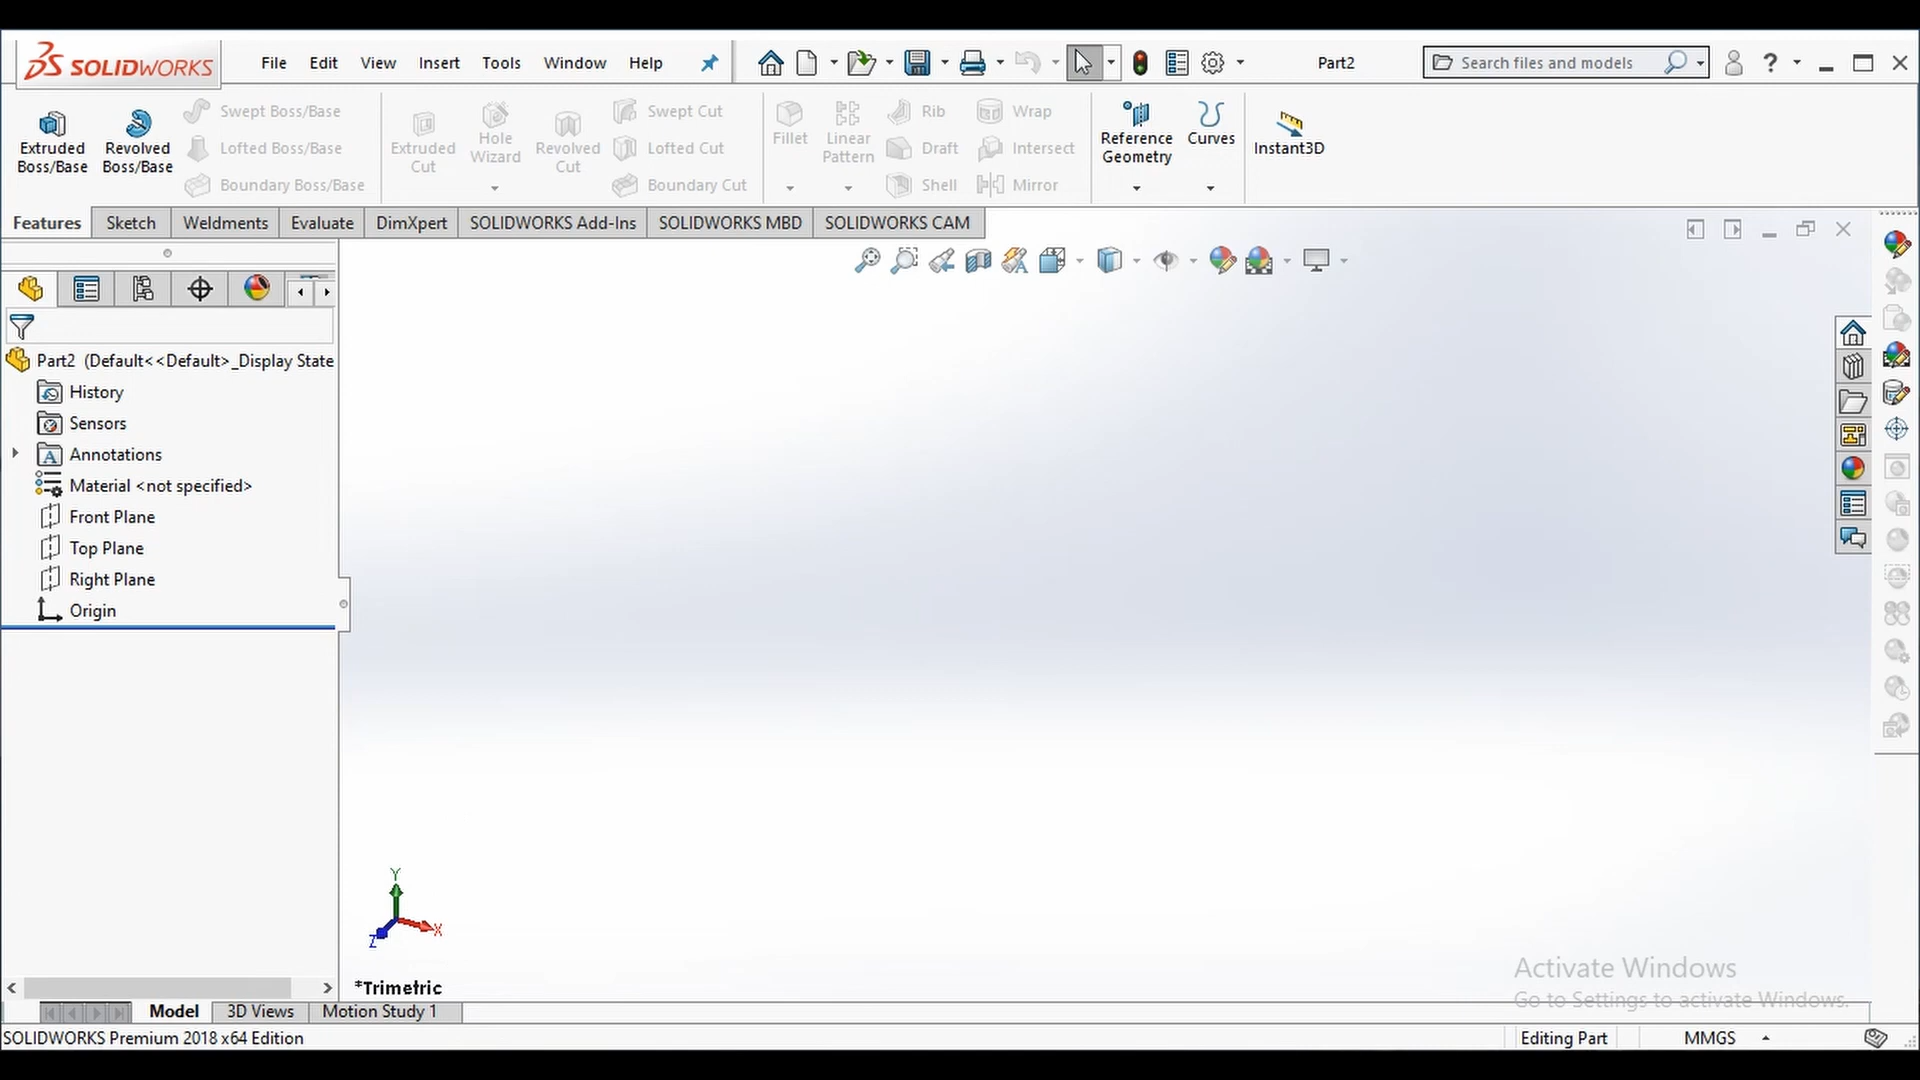 SOLIDWORKS
File Edit View Insert Tools Window Help
Part2
Search files and models
?
Extruded Boss/Base
Revolved Boss/Base
Swept Boss/Base
Lofted Boss/Base
Boundary Boss/Base
Extruded Cut
Hole Wizard
Revolved Cut
Swept Cut
Lofted Cut
Boundary Cut
Fillet
Linear Pattern
Rib
Draft
Shell
Wrap
Intersect
Mirror
Reference Geometry
Curves
Instant3D
Features Sketch Weldments Evaluate DimXpert SOLIDWORKS Add-Ins SOLIDWORKS MBD SOLIDWORKS CAM
Part2 (Default<<Default>_Display State
History
Sensors
Annotations
Material <not specified>
Front Plane
Top Plane
Right Plane
Origin
Y
X
Z
*Trimetric
Activate Windows
Go to Settings to activate Windows.
Model 3D Views Motion Study 1
SOLIDWORKS Premium 2018 x64 Edition
Editing Part
MMGS